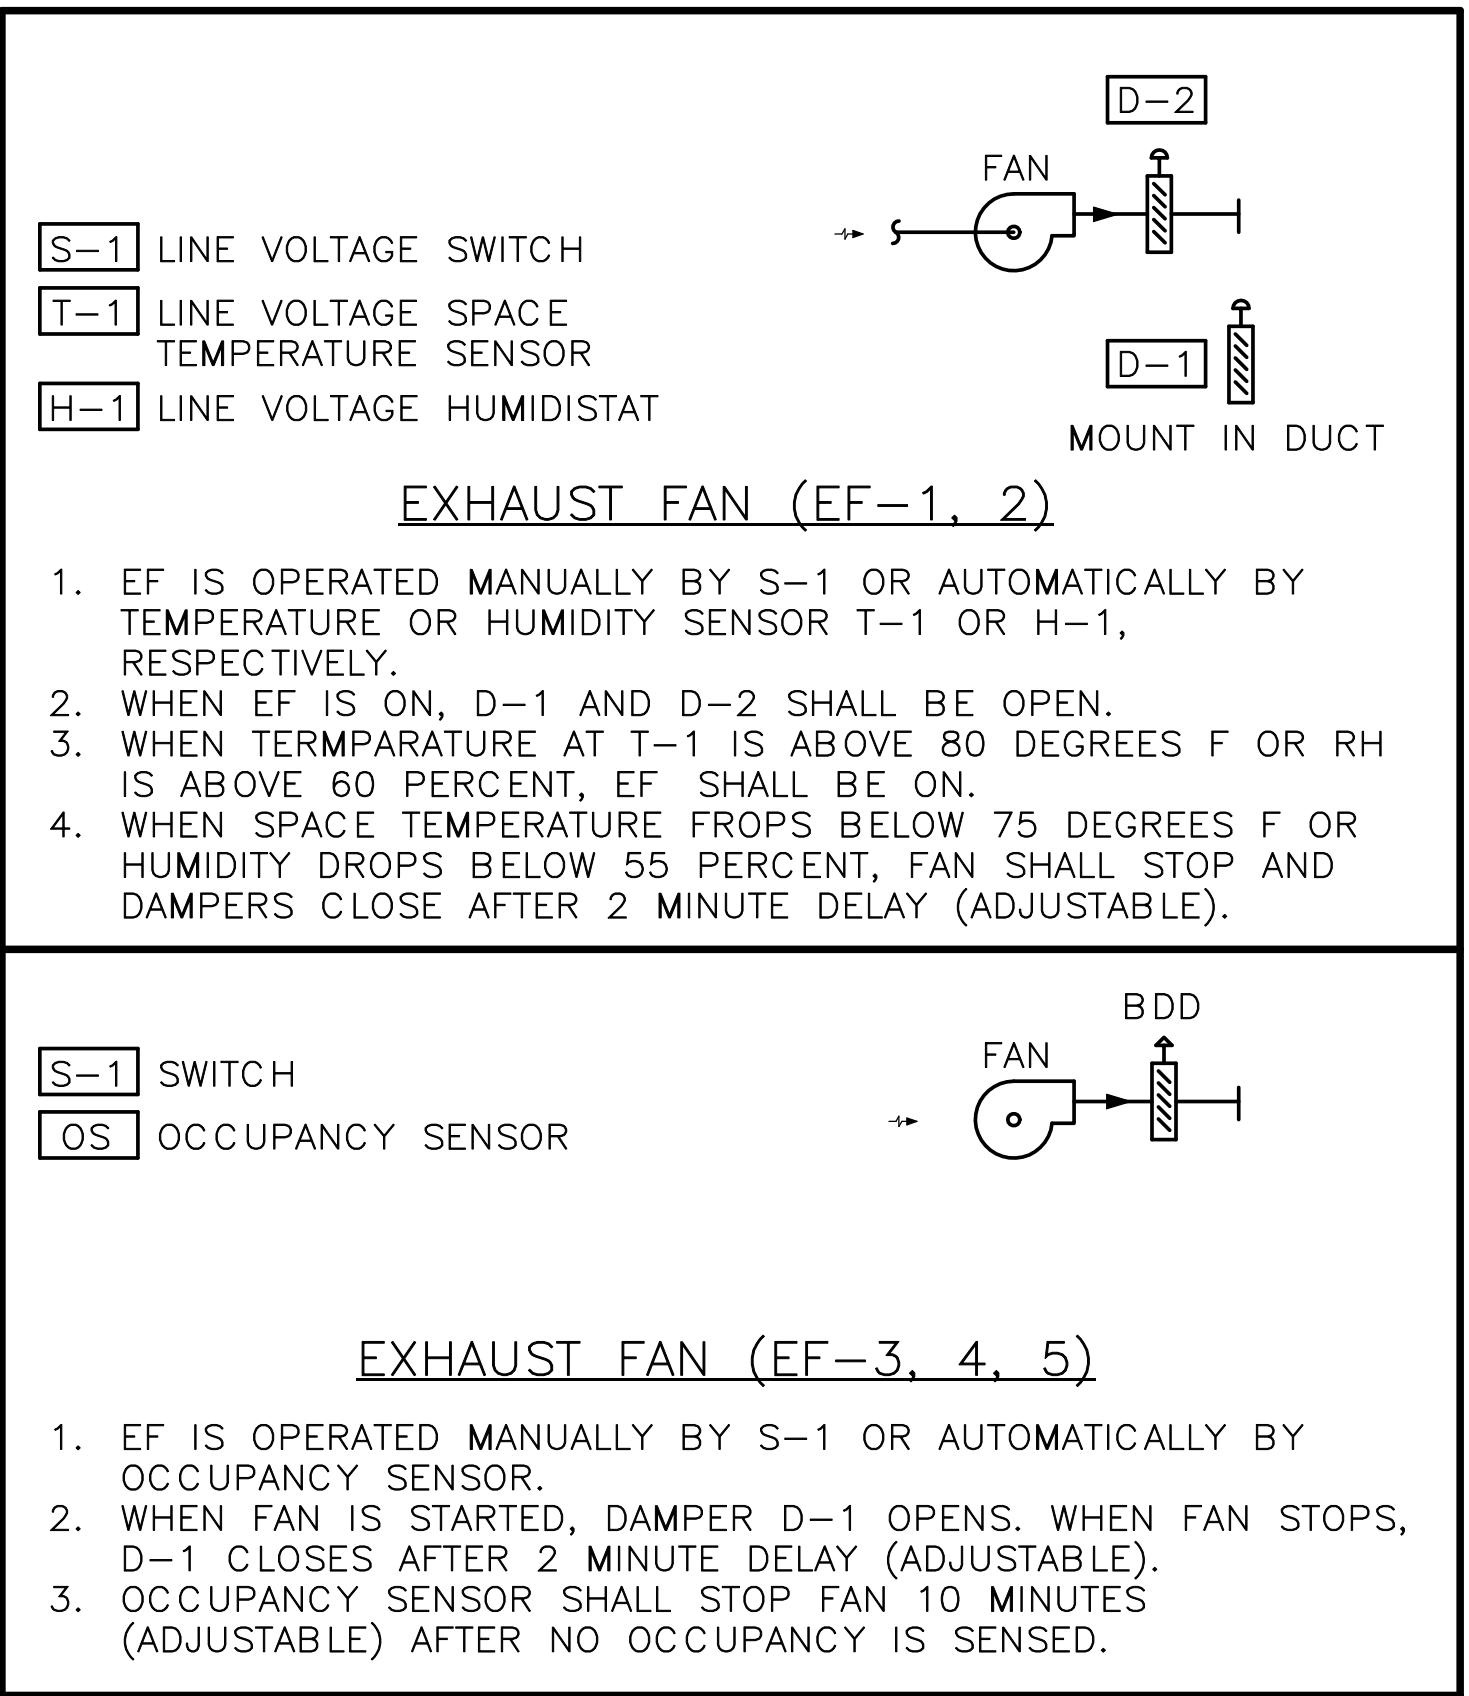 D-2
FAN
S-1 LINE VOLTAGE SWITCH
T-1 LINE VOLTAGE SPACE
TEMPERATURE SENSOR
D-1
H-1 LINE VOLTAGE HUMIDISTAT
MOUNT IN DUCT
EXHAUST FAN (EF-1, 2)
1. EF IS OPERATED MANUALLY BY S-1 OR AUTOMATICALLY BY
TEMPERATURE OR HUMIDITY SENSOR T-1 OR H-1,
RESPECTIVELY.
2. WHEN EF IS ON, D-1 AND D-2 SHALL BE OPEN.
3. WHEN TERMPARATURE AT T-1 IS ABOVE 80 DEGREES F OR RH
IS ABOVE 60 PERCENT, EF SHALL BE ON.
4. WHEN SPACE TEMPERATURE FROPS BELOW 75 DEGREES F OR
HUMIDITY DROPS BELOW 55 PERCENT, FAN SHALL STOP AND
DAMPERS CLOSE AFTER 2 MINUTE DELAY (ADJUSTABLE).
BDD
FAN
S-1 SWITCH
OS OCCUPANCY SENSOR
EXHAUST FAN (EF-3, 4, 5)
1. EF IS OPERATED MANUALLY BY S-1 OR AUTOMATICALLY BY
OCCUPANCY SENSOR.
2. WHEN FAN IS STARTED, DAMPER D-1 OPENS. WHEN FAN STOPS,
D-1 CLOSES AFTER 2 MINUTE DELAY (ADJUSTABLE).
3. OCCUPANCY SENSOR SHALL STOP FAN 10 MINUTES
(ADJUSTABLE) AFTER NO OCCUPANCY IS SENSED.